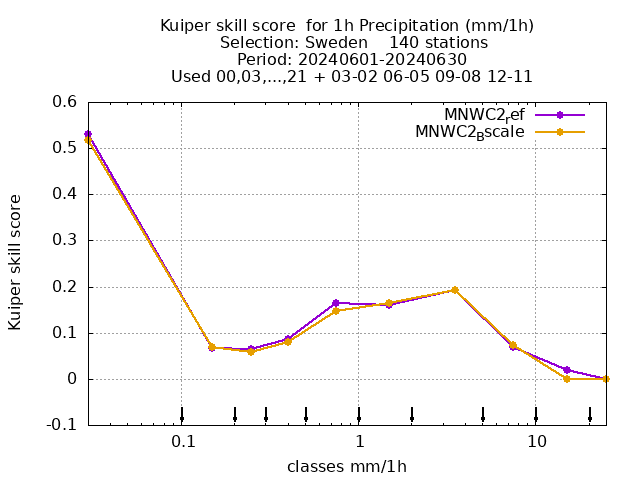 Kuiper skill score  for 1h Precipitation (mm/1h)
Selection: Sweden    140 stations
Period: 20240601-20240630
Used 00,03,...,21 + 03-02 06-05 09-08 12-11
MNWC2_ref
MNWC2_Bscale
0.6
0.5
0.4
0.3
0.2
0.1
0
-0.1
Kuiper skill score
0.1 1 10
classes mm/1h